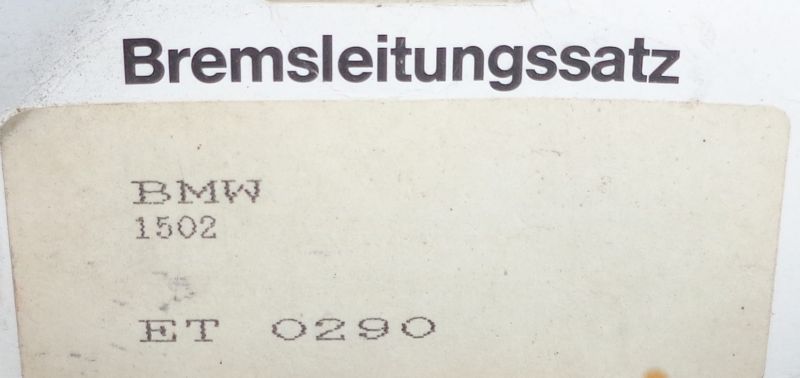 Bremsleitungssatz
BMW
1502
ET 0290